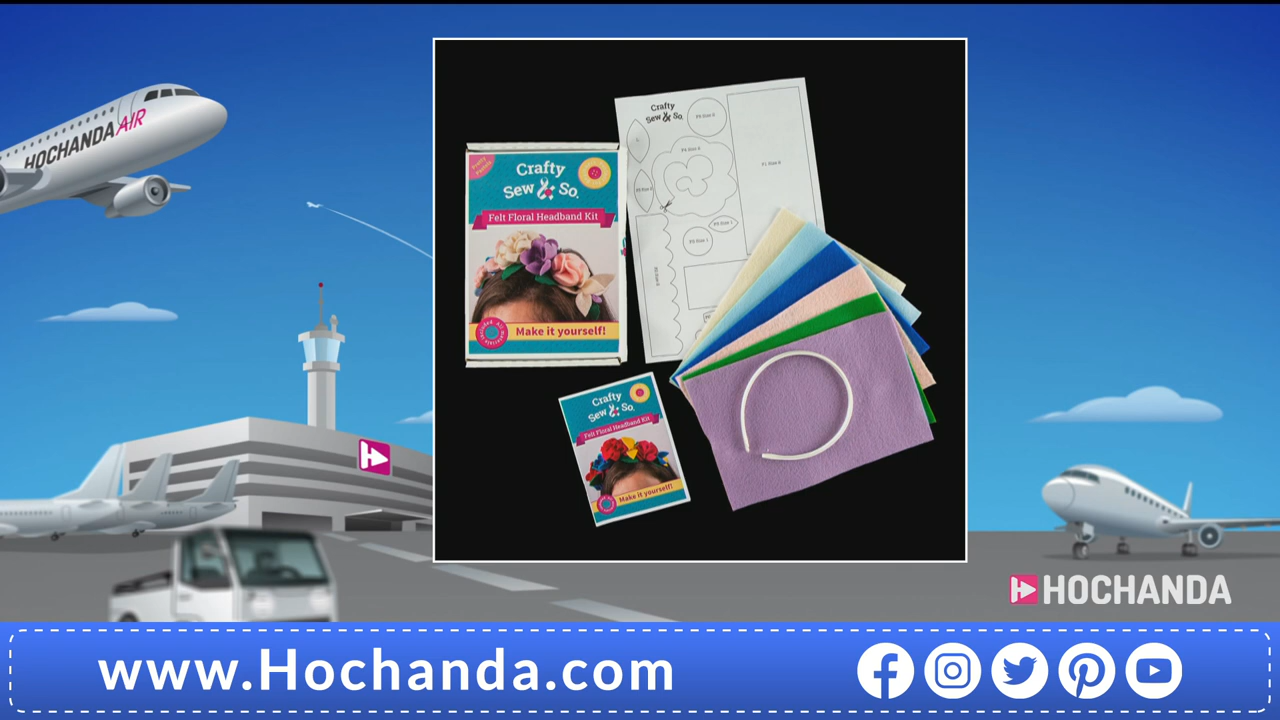 HOCHANDA AIR
Crafty
Sew & So.
Felt Floral Headband Kit
Make it yourself!
Crafty
Sew & So.
Crafty
Sew & So.
Felt Floral Headband Kit
Make it yourself!
HOCHANDA
www.Hochanda.com